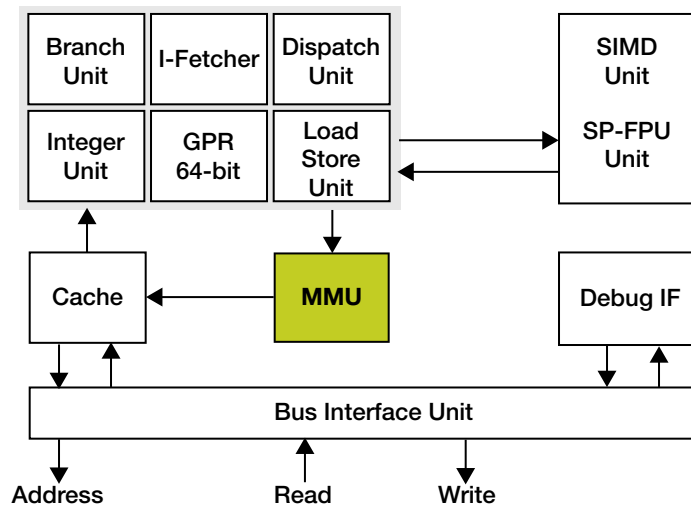 Branch
Unit
I-Fetcher
Dispatch
Unit
SIMD
Unit
SP-FPU
Unit
Integer
Unit
GPR
64-bit
Load
Store
Unit
Cache
MMU
Debug IF
Bus Interface Unit
Address
Read
Write